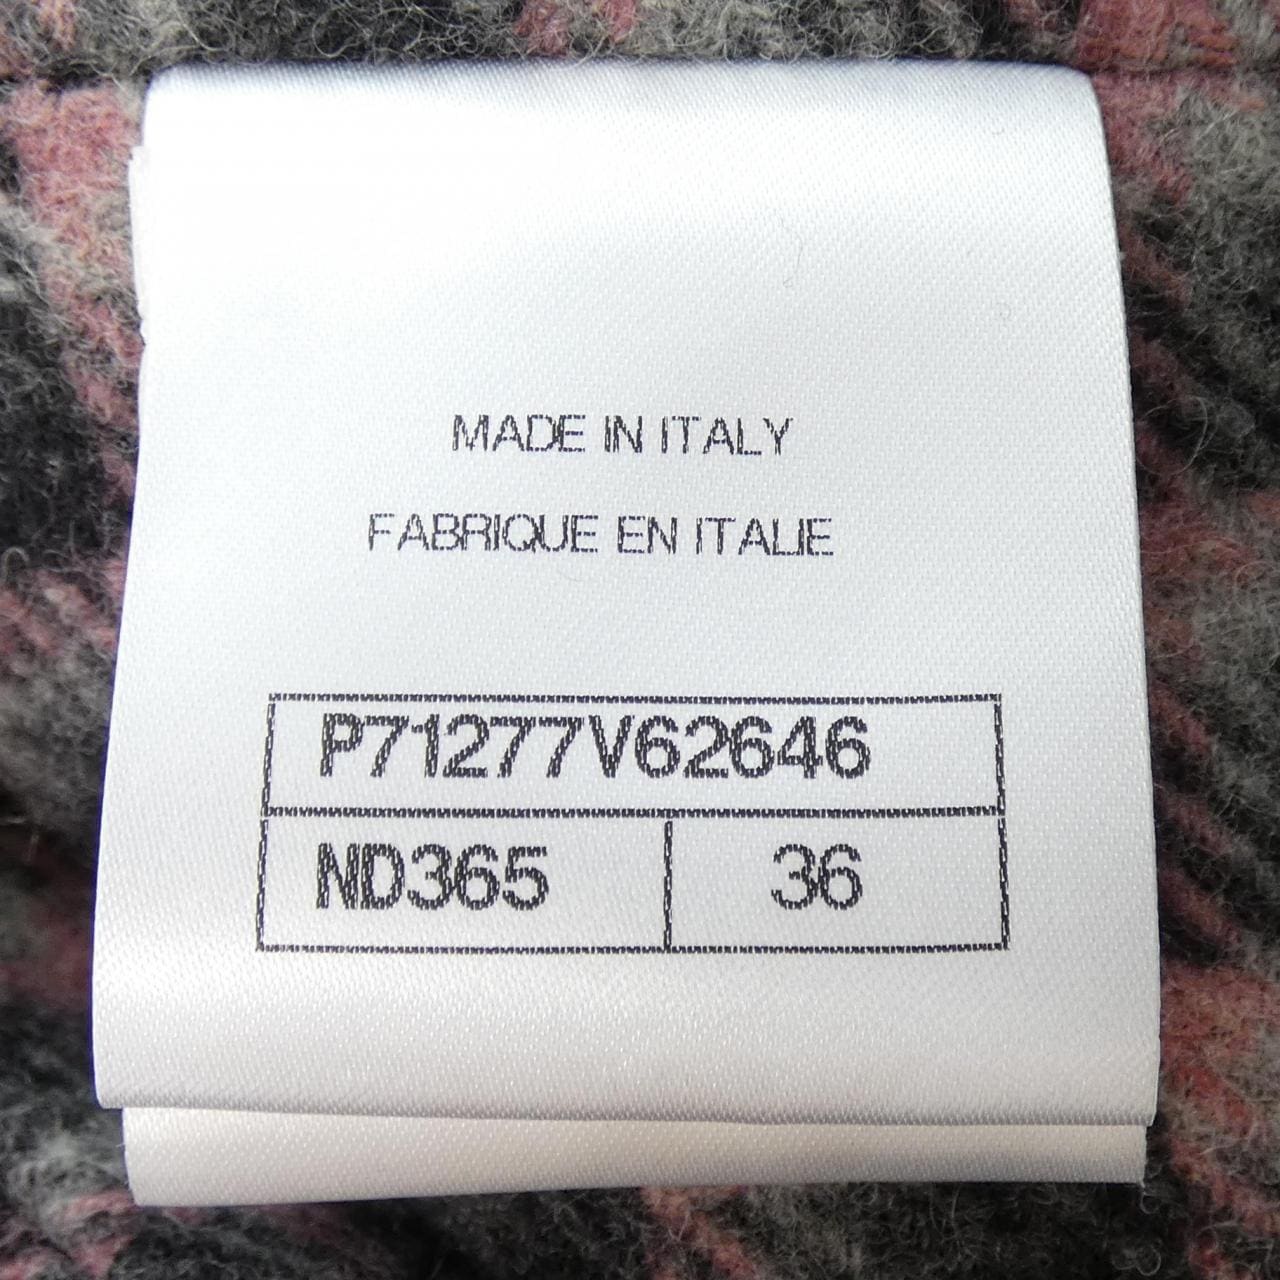 MADE IN ITALY
FABRIQUE EN ITALIE
P71277V62646
ND365 36